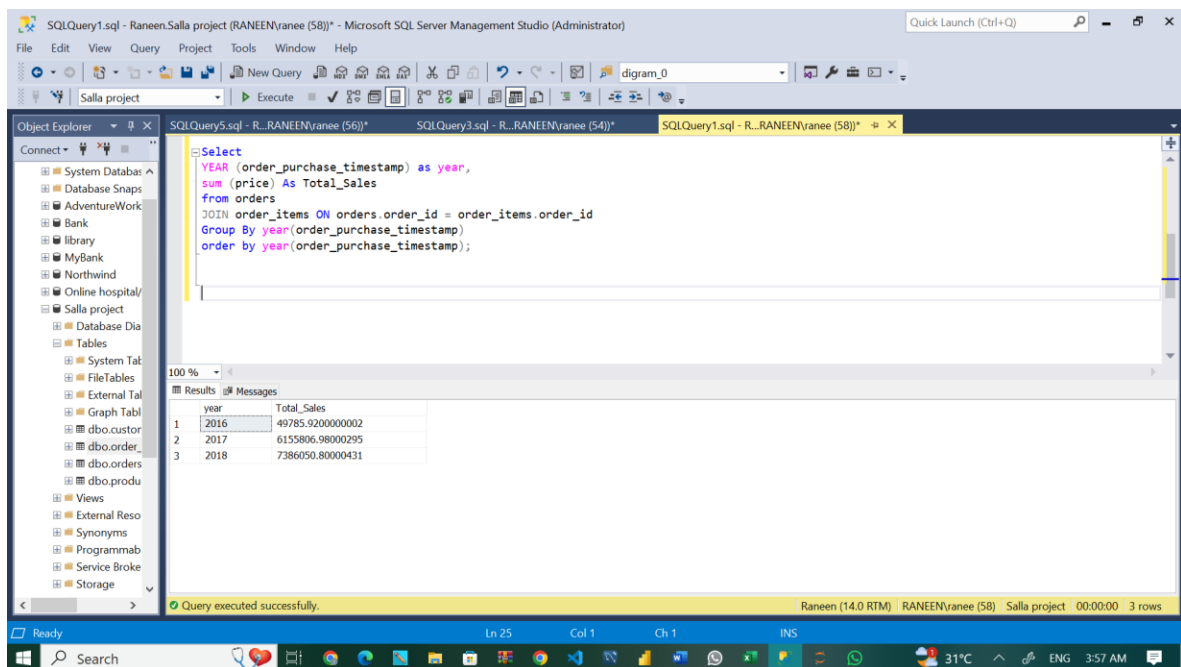 SQLQuery1.sql - Raneen.Salla project (RANEEN\ranee (58))* - Microsoft SQL Server Management Studio (Administrator)
Quick Launch (Ctrl+Q)
File Edit View Query Project Tools Window Help
New Query MDX DMX XMLA DAX digram_0
Salla project Execute
Object Explorer
SQLQuery5.sql - R...RANEEN\ranee (56))* SQLQuery3.sql - R...RANEEN\ranee (54))* SQLQuery1.sql - R...RANEEN\ranee (58))*
Connect
System Databas
Database Snaps
AdventureWork
Bank
library
MyBank
Northwind
Online hospital/
Salla project
Database Dia
Tables
System Tab
FileTables
External Tal
Graph Tabl
dbo.custor
dbo.order_
dbo.orders
dbo.produ
Views
External Reso
Synonyms
Programmab
Service Broke
Storage
Select
YEAR (order_purchase_timestamp) as year,
sum (price) As Total_Sales
from orders
JOIN order_items ON orders.order_id = order_items.order_id
Group By year(order_purchase_timestamp)
order by year(order_purchase_timestamp);
100 %
Results Messages
year Total_Sales
1 2016 49785.9200000002
2 2017 6155806.98000295
3 2018 7386050.80000431
Query executed successfully. Raneen (14.0 RTM) RANEEN\ranee (58) Salla project 00:00:00 3 rows
Ready Ln 25 Col 1 Ch 1 INS
Search 31°C ENG 3:57 AM